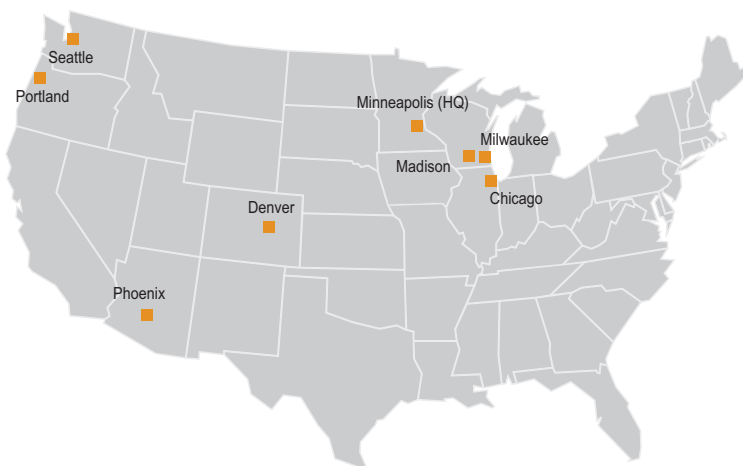 Seattle
Portland
Minneapolis (HQ)
Milwaukee
Madison
Chicago
Denver
Phoenix